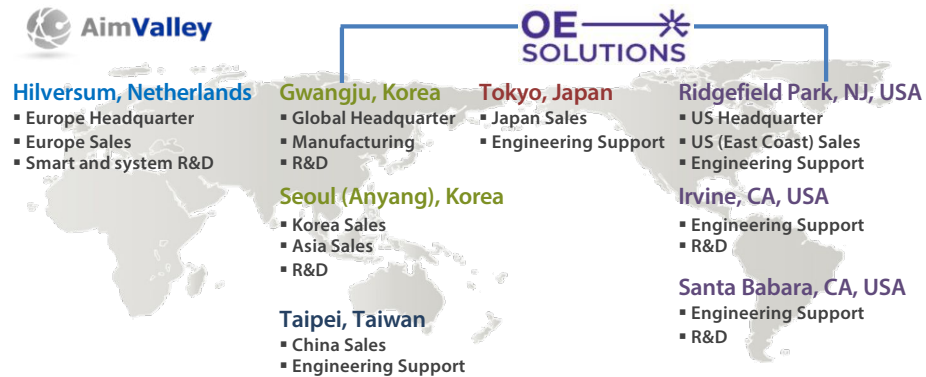 AimValley
OE
SOLUTIONS
Hilversum, Netherlands
▪ Europe Headquarter
▪ Europe Sales
▪ Smart and system R&D
Gwangju, Korea
▪ Global Headquarter
▪ Manufacturing
▪ R&D
Seoul (Anyang), Korea
▪ Korea Sales
▪ Asia Sales
▪ R&D
Taipei, Taiwan
▪ China Sales
▪ Engineering Support
Tokyo, Japan
▪ Japan Sales
▪ Engineering Support
Ridgefield Park, NJ, USA
▪ US Headquarter
▪ US (East Coast) Sales
▪ Engineering Support
Irvine, CA, USA
▪ Engineering Support
▪ R&D
Santa Babara, CA, USA
▪ Engineering Support
▪ R&D